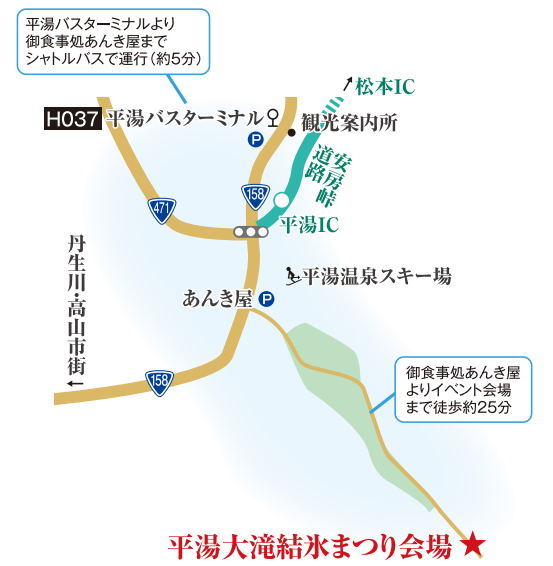 平湯バスターミナルより
御食事処あんき屋まで
シャトルバスで運行（約5分）
松本IC
H037
平湯バスターミナル
観光案内所
P
安房峠
道路
158
471
平湯IC
丹生川・高山市街
平湯温泉スキー場
あんき屋
P
158
御食事処あんき屋
よりイベント会場
まで徒歩約25分
平湯大滝結氷まつり会場